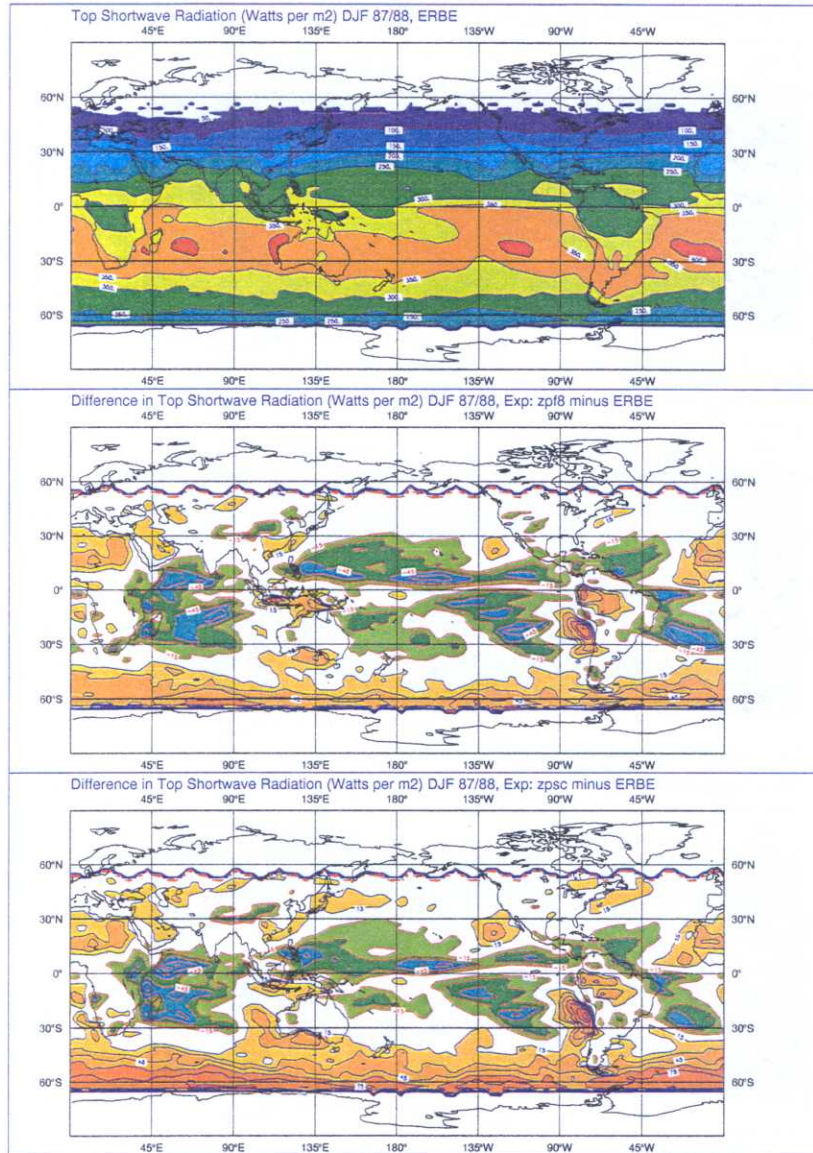 Top Shortwave Radiation (Watts per m2) DJF 87/88, ERBE
45°E 90°E 135°E 180° 135°W 90°W 45°W
60°N 60°N
30°N 30°N
0° 0°
30°S 30°S
60°S 60°S
45°E 90°E 135°E 180° 135°W 90°W 45°W
Difference in Top Shortwave Radiation (Watts per m2) DJF 87/88, Exp: zpf8 minus ERBE
45°E 90°E 135°E 180° 135°W 90°W 45°W
60°N 60°N
30°N 30°N
0° 0°
30°S 30°S
60°S 60°S
45°E 90°E 135°E 180° 135°W 90°W 45°W
Difference in Top Shortwave Radiation (Watts per m2) DJF 87/88, Exp: zpsc minus ERBE
45°E 90°E 135°E 180° 135°W 90°W 45°W
60°N 60°N
30°N 30°N
0° 0°
30°S 30°S
60°S 60°S
45°E 90°E 135°E 180° 135°W 90°W 45°W